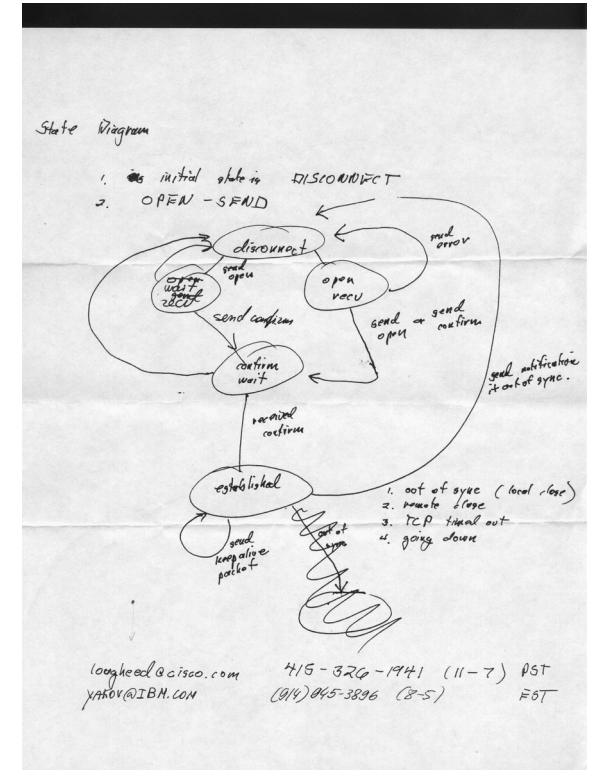 State Diagram
1. initial state is DISCONNECT
2. OPEN - SEND
disconnect
send error
send open
open wait send recv
open recv
send confirm
send open or send confirm
confirm wait
send notification if out of sync.
received confirm
established
1. out of sync (local close)
2. remote close
3. TCP timed out
4. going down
out of sync
send keepalive packet
lougheed@cisco.com 415-326-1941 (11-7) PST
YAKOV@IBM.COM (914) 945-3896 (8-5) EST